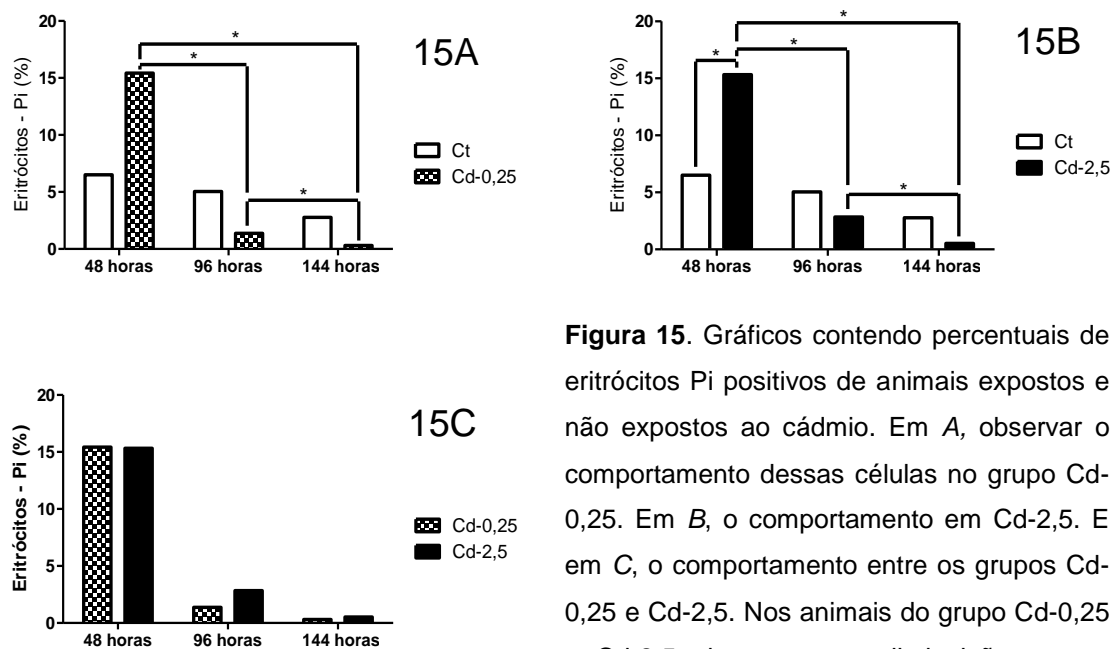 20
15
10
5
0
Eritrócitos - Pi (%)
*
*
*
15A
Ct
Cd-0,25
48 horas
96 horas
144 horas
20
15
10
5
0
Eritrócitos - Pi (%)
*
*
*
*
15B
Ct
Cd-2,5
48 horas
96 horas
144 horas
20
15
10
5
0
Eritrócitos - Pi (%)
15C
Cd-0,25
Cd-2,5
48 horas
96 horas
144 horas
Figura 15. Gráficos contendo percentuais de
eritrócitos Pi positivos de animais expostos e
não expostos ao cádmio. Em A, observar o
comportamento dessas células no grupo Cd-
0,25. Em B, o comportamento em Cd-2,5. E
em C, o comportamento entre os grupos Cd-
0,25 e Cd-2,5. Nos animais do grupo Cd-0,25